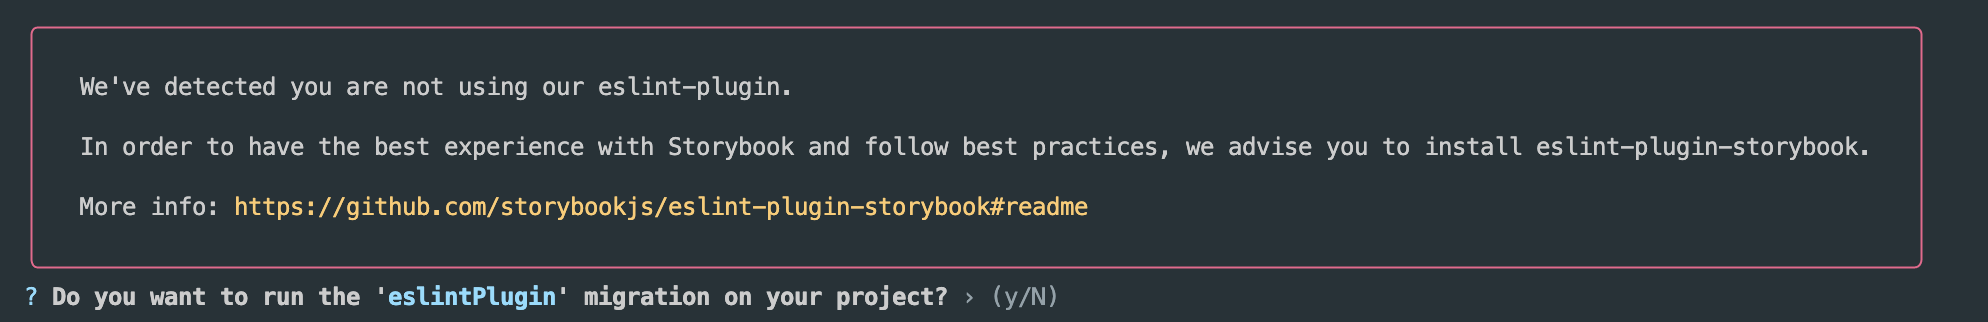 We've detected you are not using our eslint-plugin.
In order to have the best experience with Storybook and follow best practices, we advise you to install eslint-plugin-storybook.
More info: https://github.com/storybookjs/eslint-plugin-storybook#readme
? Do you want to run the 'eslintPlugin' migration on your project? › (y/N)